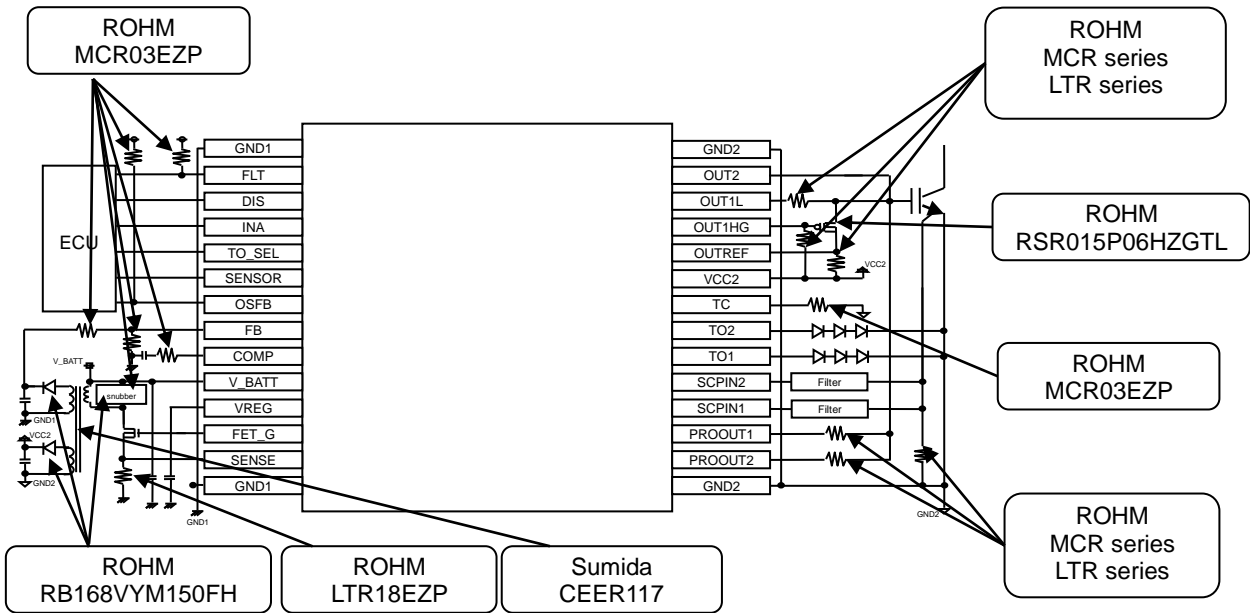 ROHM
MCR03EZP
ROHM
MCR series
LTR series
ECU
GND1
FLT
DIS
INA
TO_SEL
SENSOR
OSFB
FB
COMP
V_BATT
VREG
FET_G
SENSE
GND1
GND2
OUT2
OUT1L
OUT1HG
OUTREF
VCC2
TC
TO2
TO1
SCPIN2
SCPIN1
PROOUT1
PROOUT2
GND2
VCC2
Filter
Filter
GND2
V_BATT
snubber
GND1
VCC2
GND2
GND1
ROHM
RSR015P06HZGTL
ROHM
MCR03EZP
ROHM
MCR series
LTR series
ROHM
RB168VYM150FH
ROHM
LTR18EZP
Sumida
CEER117